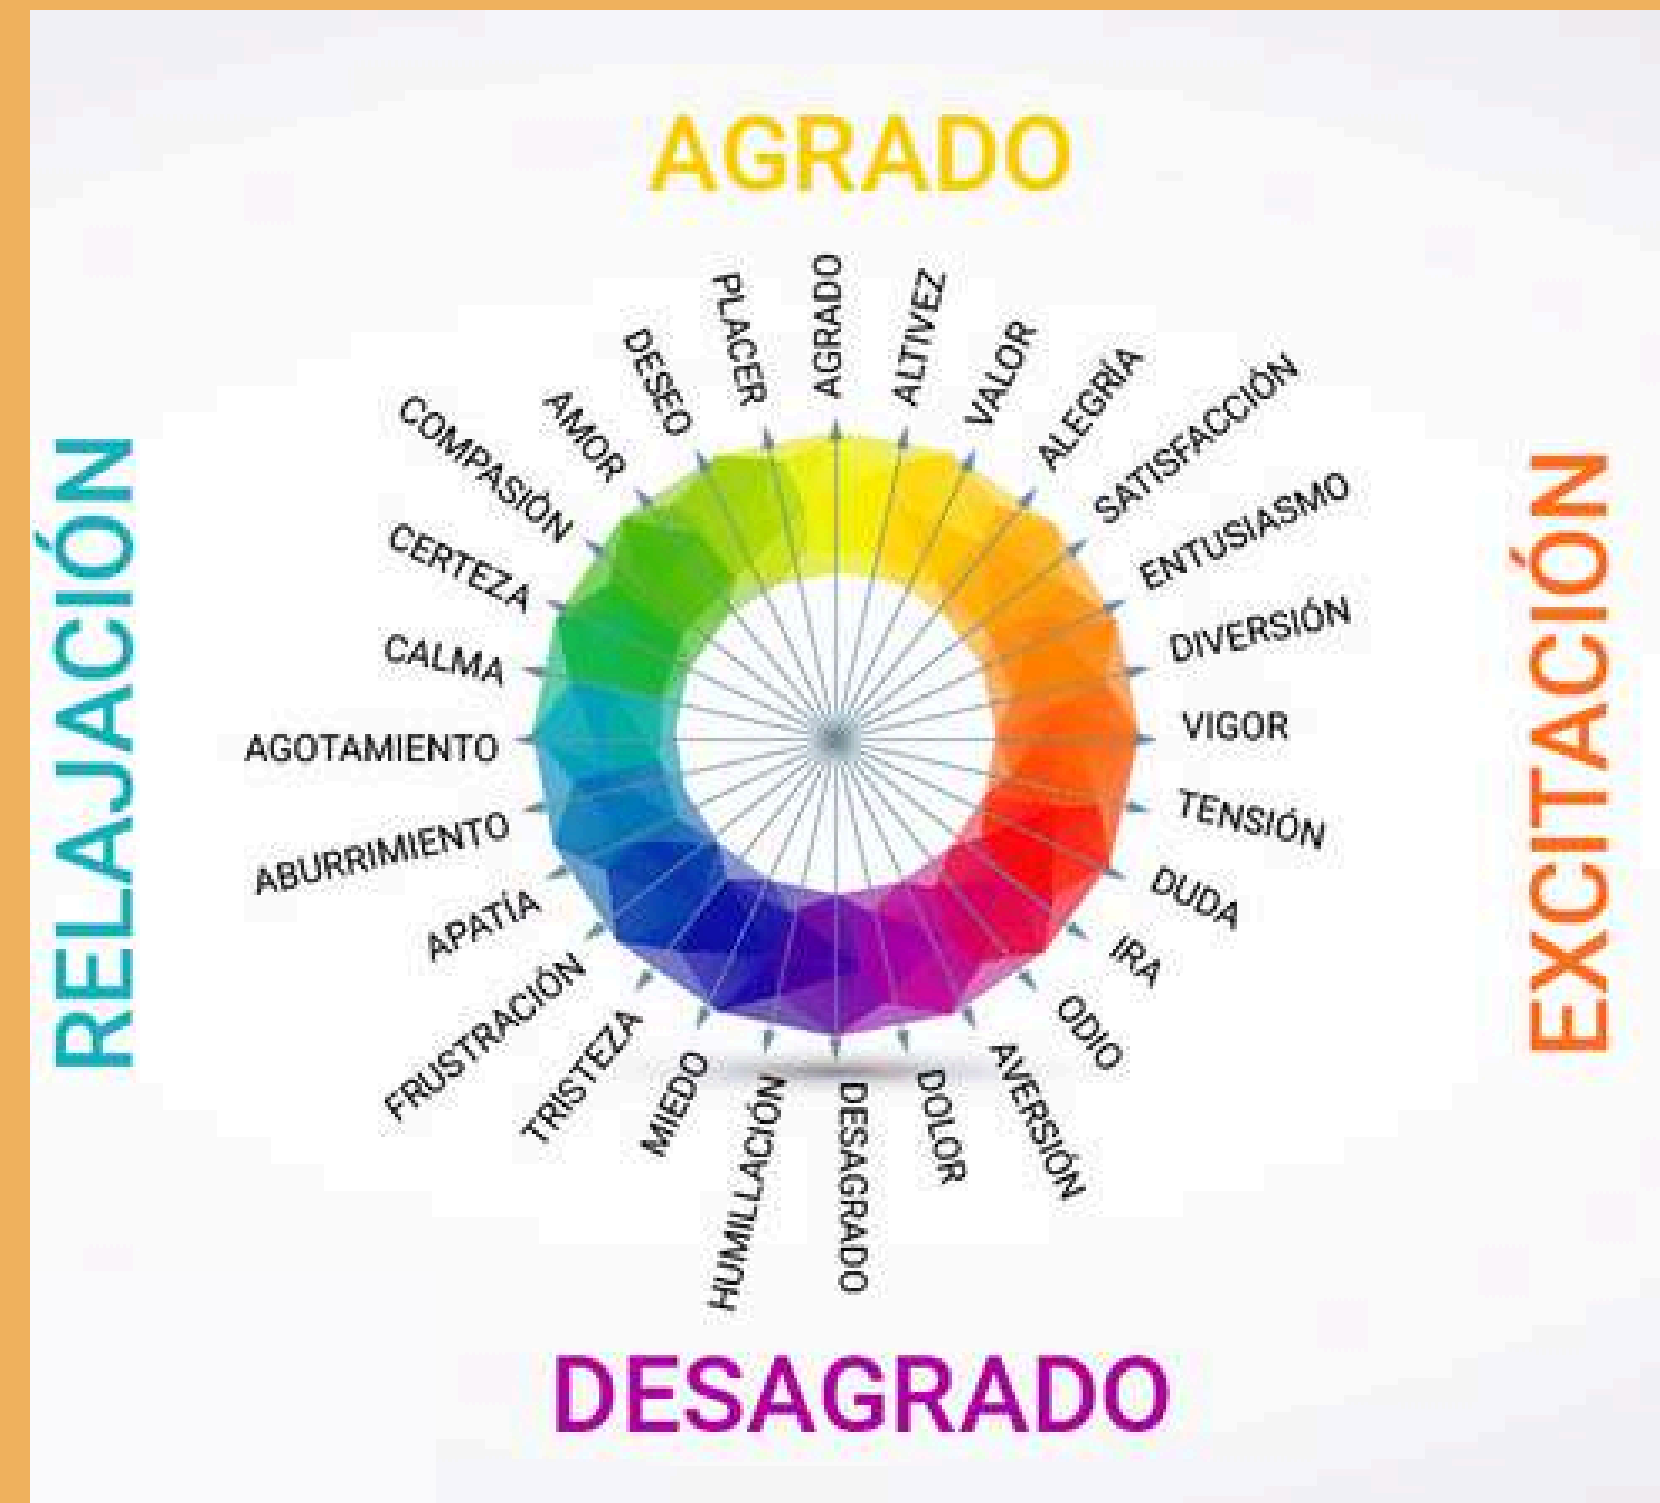 AGRADO
AGRADO
ALTIVEZ
VALOR
ALEGRÍA
SATISFACCIÓN
ENTUSIASMO
DIVERSIÓN
VIGOR
TENSIÓN
DUDA
IRA
ODIO
AVERSIÓN
DOLOR
DESAGRADO
HUMILLACIÓN
MIEDO
TRISTEZA
FRUSTRACIÓN
APATÍA
ABURRIMIENTO
AGOTAMIENTO
CALMA
CERTEZA
COMPASIÓN
AMOR
DESEO
PLACER
EXCITACIÓN
DESAGRADO
RELAJACIÓN